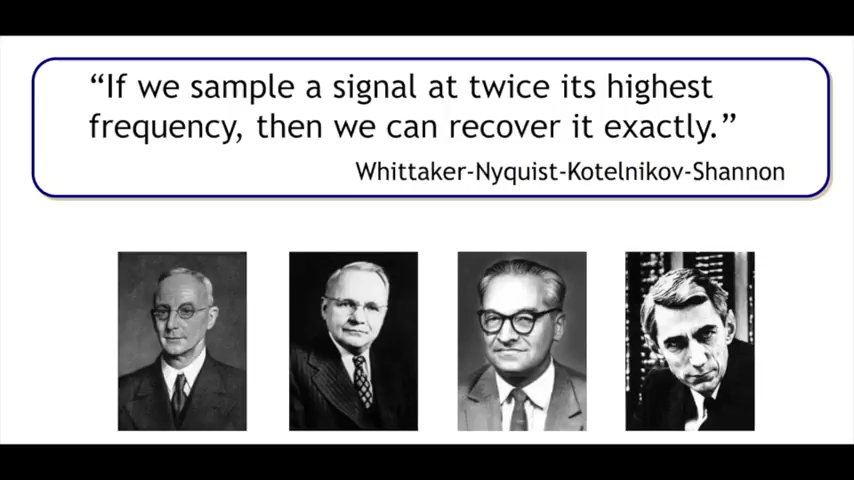 “If we sample a signal at twice its highest
frequency, then we can recover it exactly.”
Whittaker-Nyquist-Kotelnikov-Shannon